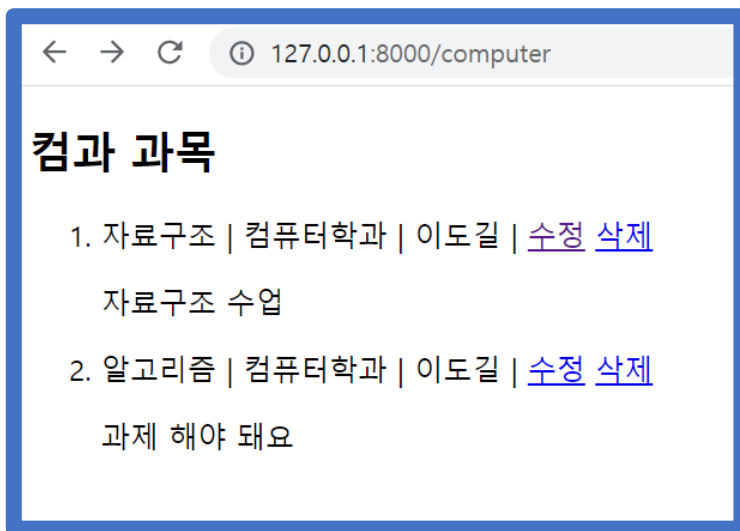 127.0.0.1:8000/computer
컴과 과목
1. 자료구조 | 컴퓨터학과 | 이도길 | 수정 삭제
자료구조 수업
2. 알고리즘 | 컴퓨터학과 | 이도길 | 수정 삭제
과제 해야 돼요